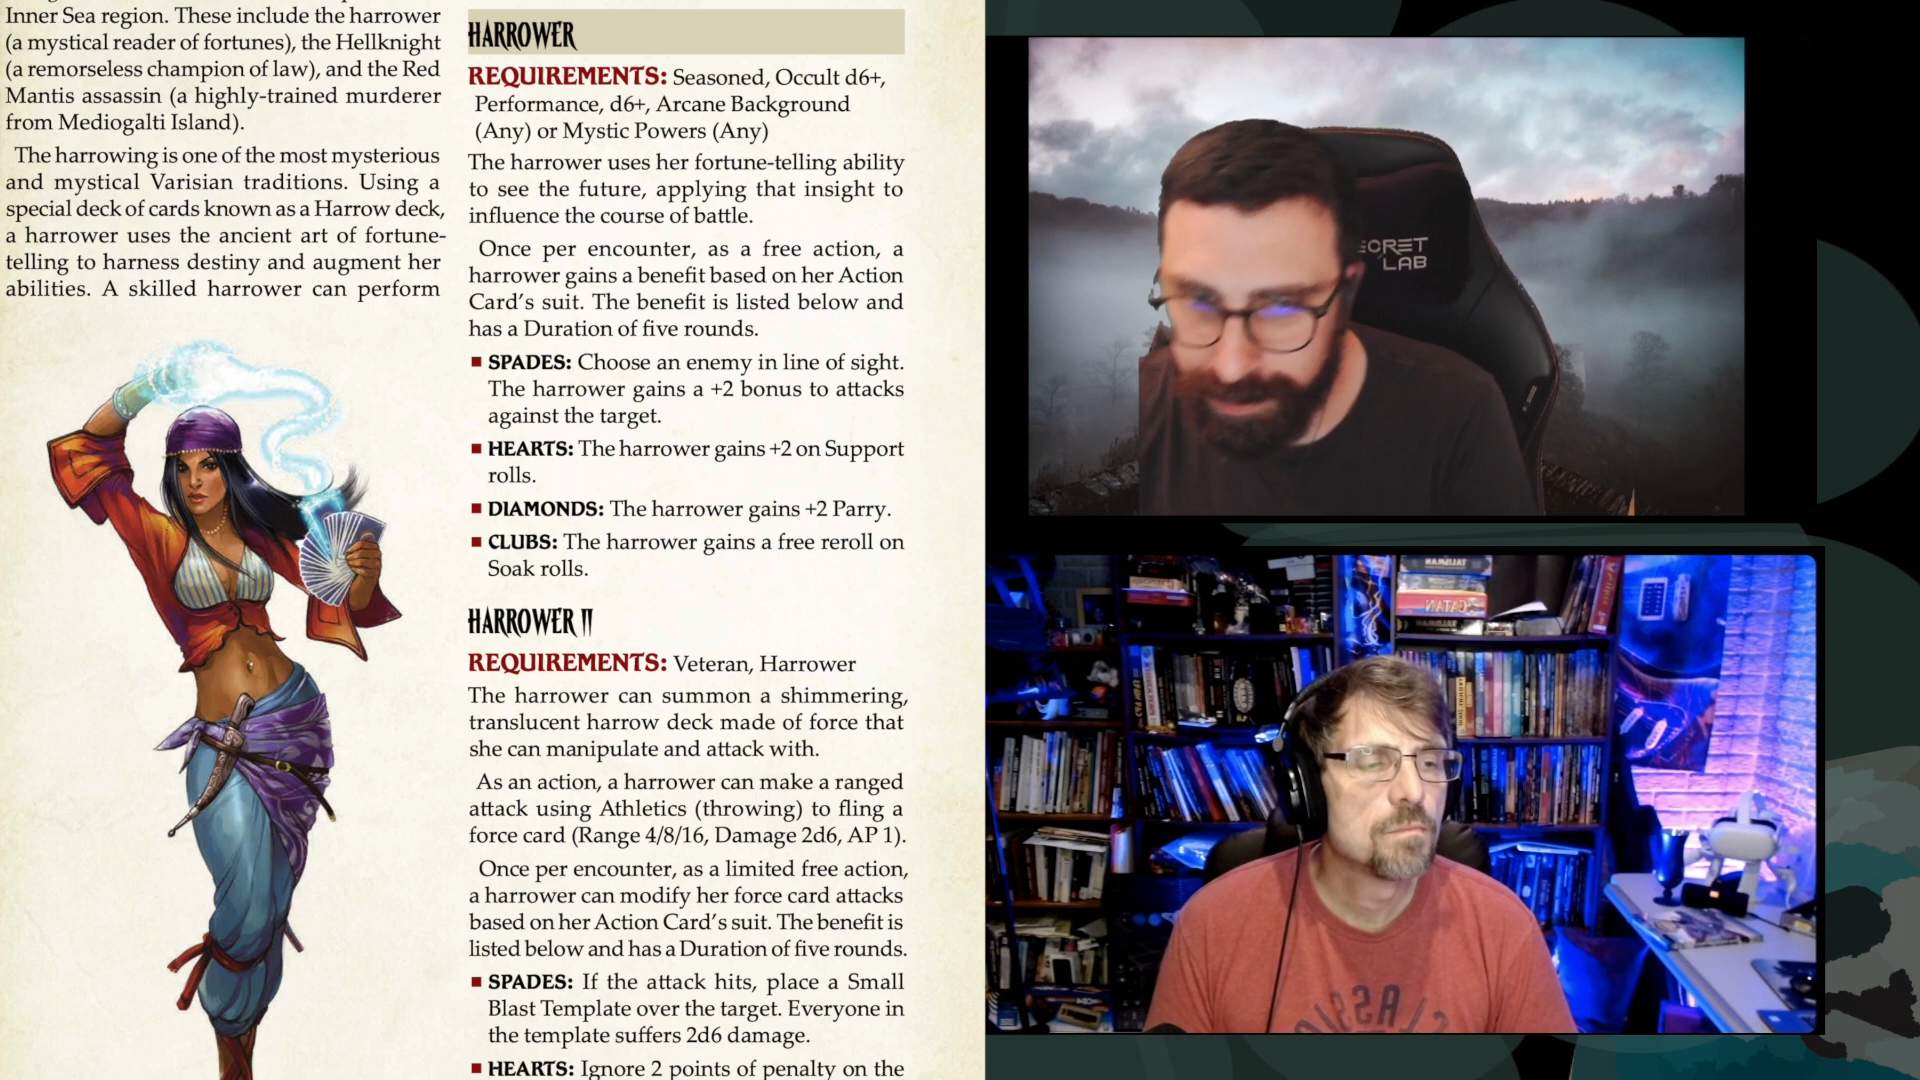 Inner Sea region. These include the harrower
(a mystical reader of fortunes), the Hellknight
(a remorseless champion of law), and the Red
Mantis assassin (a highly-trained murderer
from Mediogalti Island).
The harrowing is one of the most mysterious
and mystical Varisian traditions. Using a
special deck of cards known as a Harrow deck,
a harrower uses the ancient art of fortune-
telling to harness destiny and augment her
abilities. A skilled harrower can perform
HARROWER
REQUIREMENTS: Seasoned, Occult d6+,
Performance, d6+, Arcane Background
(Any) or Mystic Powers (Any)
The harrower uses her fortune-telling ability
to see the future, applying that insight to
influence the course of battle.
Once per encounter, as a free action, a
harrower gains a benefit based on her Action
Card's suit. The benefit is listed below and
has a Duration of five rounds.
■ SPADES: Choose an enemy in line of sight.
The harrower gains a +2 bonus to attacks
against the target.
■ HEARTS: The harrower gains +2 on Support
rolls.
■ DIAMONDS: The harrower gains +2 Parry.
■ CLUBS: The harrower gains a free reroll on
Soak rolls.
HARROWER II
REQUIREMENTS: Veteran, Harrower
The harrower can summon a shimmering,
translucent harrow deck made of force that
she can manipulate and attack with.
As an action, a harrower can make a ranged
attack using Athletics (throwing) to fling a
force card (Range 4/8/16, Damage 2d6, AP 1).
Once per encounter, as a limited free action,
a harrower can modify her force card attacks
based on her Action Card's suit. The benefit is
listed below and has a Duration of five rounds.
■ SPADES: If the attack hits, place a Small
Blast Template over the target. Everyone in
the template suffers 2d6 damage.
■ HEARTS: Ignore 2 points of penalty on the
ECRET
LAB
TALISMAN
CATAN